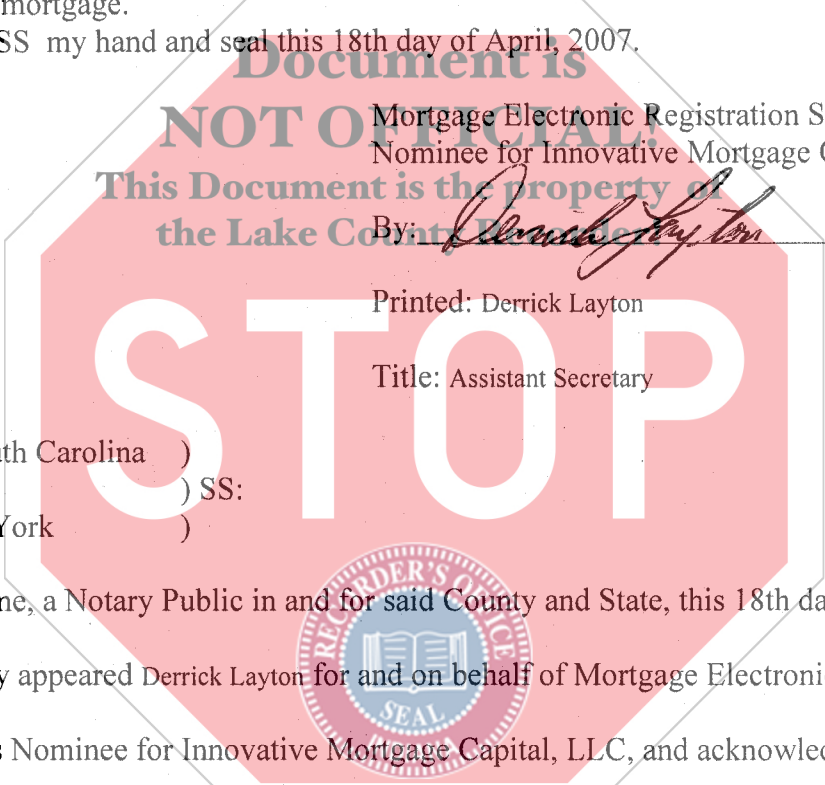 mortgage.
SS my hand and seal this 18th day of April, 2007.
Document is
NOT OFFICIAL!
This Document is the property of
the Lake County Recorder!
Mortgage Electronic Registration S
Nominee for Innovative Mortgage
By: Derrick Layton
Printed: Derrick Layton
Title: Assistant Secretary
STOP
th Carolina )
) SS:
York )
ne, a Notary Public in and for said County and State, this 18th da
y appeared Derrick Layton for and on behalf of Mortgage Electroni
s Nominee for Innovative Mortgage Capital, LLC, and acknowled
RECORDER'S OFFICE
SEAL